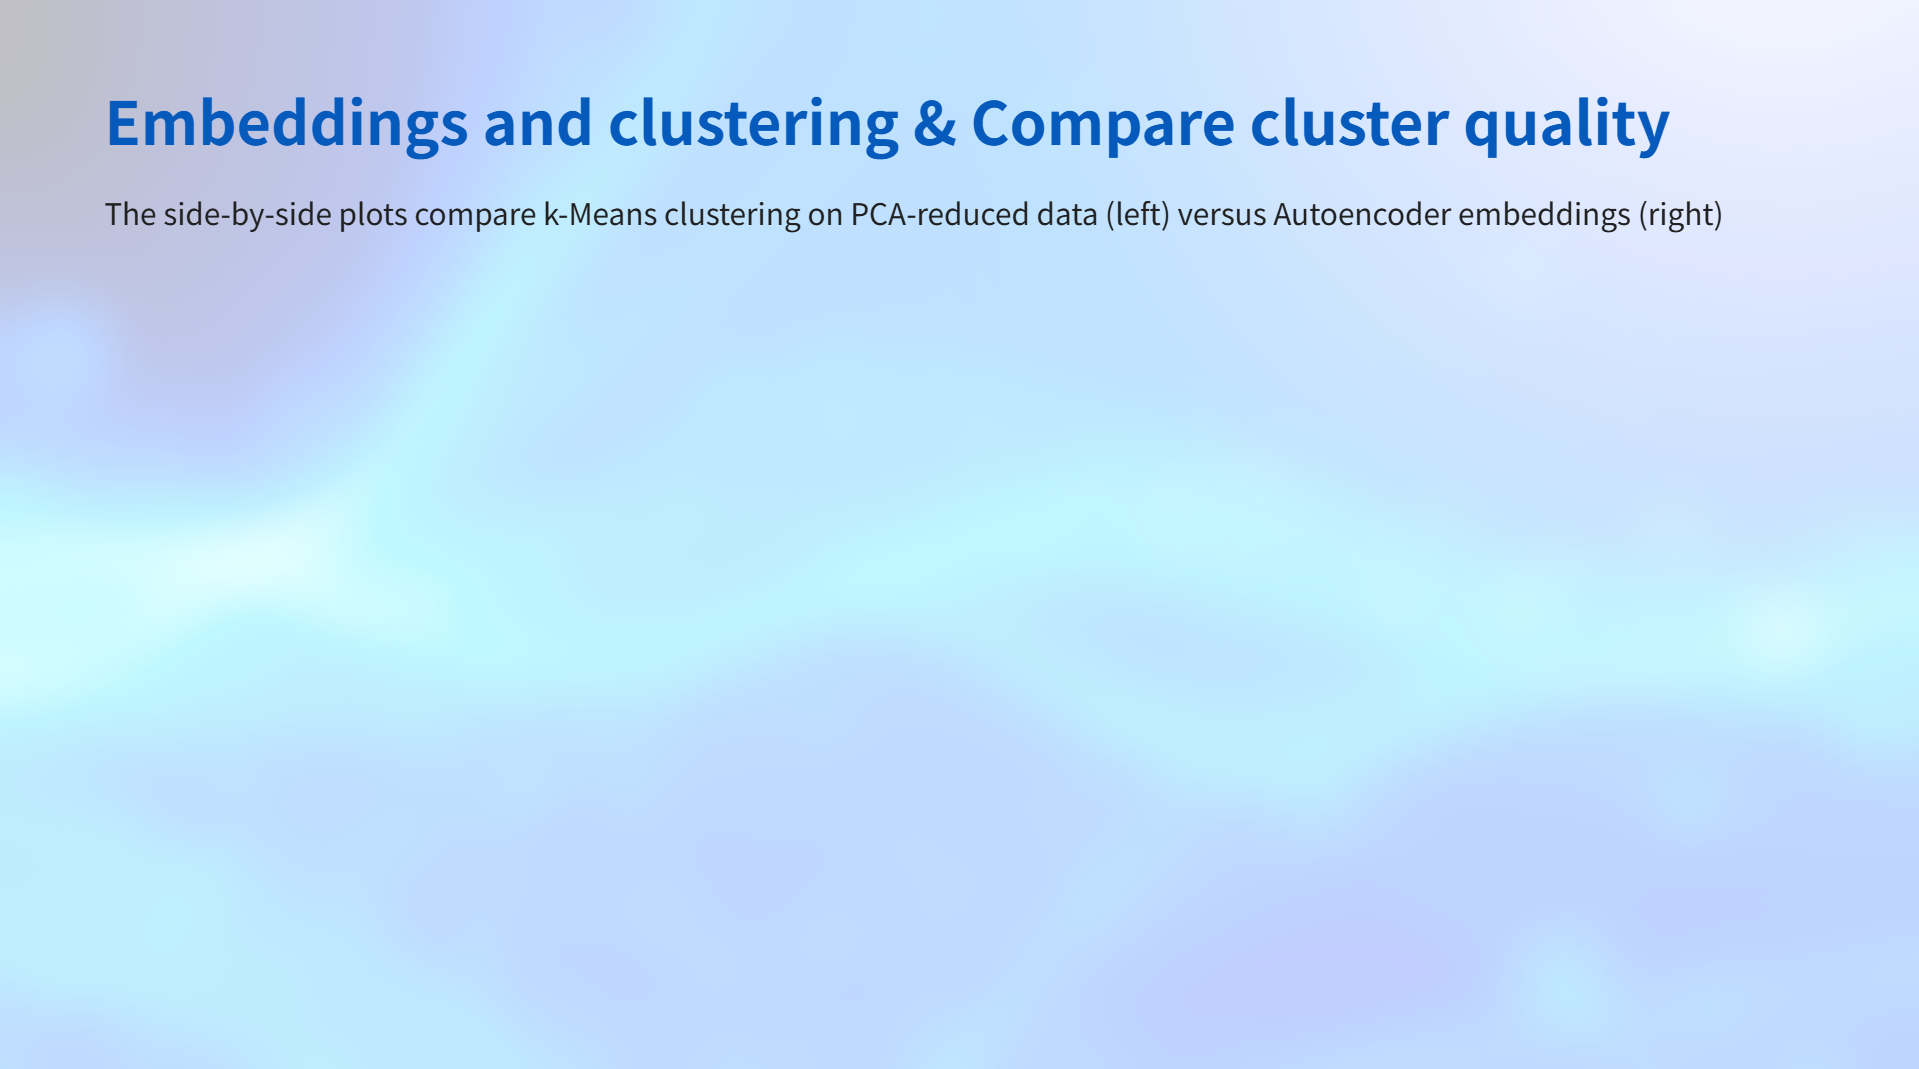 Embeddings and clustering & Compare cluster quality
The side-by-side plots compare k-Means clustering on PCA-reduced data (left) versus Autoencoder embeddings (right)